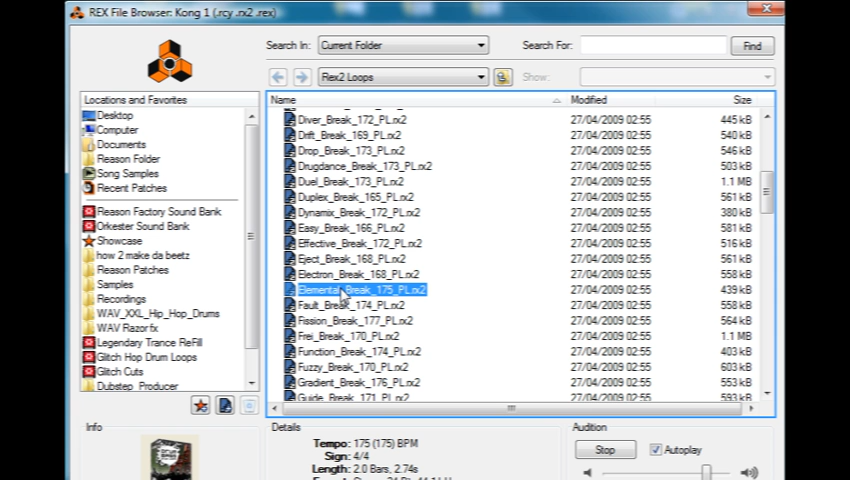 REX File Browser: Kong 1 (.rcy .rx2 .rex)
Search In: Current Folder Search For: Find
Rex2 Loops Show:
Locations and Favorites
Desktop
Computer
Documents
Reason Folder
Song Samples
Recent Patches
Reason Factory Sound Bank
Orkester Sound Bank
Showcase
how 2 make da beetz
Reason Patches
Samples
Recordings
WAV_XXL_Hip_Hop_Drums
WAV Razor fx
Legendary Trance ReFill
Glitch Hop Drum Loops
Glitch Cuts
Dubstep_Producer
Name Modified Size
Diver_Break_172_PL.rx2 27/04/2009 02:55 445 kB
Drift_Break_169_PL.rx2 27/04/2009 02:55 540 kB
Drop_Break_173_PL.rx2 27/04/2009 02:55 546 kB
Drugdance_Break_173_PL.rx2 27/04/2009 02:55 503 kB
Duel_Break_173_PL.rx2 27/04/2009 02:55 1.1 MB
Duplex_Break_165_PL.rx2 27/04/2009 02:55 561 kB
Dynamix_Break_172_PL.rx2 27/04/2009 02:55 380 kB
Easy_Break_166_PL.rx2 27/04/2009 02:55 581 kB
Effective_Break_172_PL.rx2 27/04/2009 02:55 516 kB
Eject_Break_168_PL.rx2 27/04/2009 02:55 561 kB
Electron_Break_168_PL.rx2 27/04/2009 02:55 558 kB
Elemental_Break_175_PL.rx2 27/04/2009 02:55 439 kB
Fault_Break_174_PL.rx2 27/04/2009 02:55 558 kB
Fission_Break_177_PL.rx2 27/04/2009 02:55 564 kB
Frei_Break_170_PL.rx2 27/04/2009 02:55 1.1 MB
Function_Break_174_PL.rx2 27/04/2009 02:55 403 kB
Fuzzy_Break_170_PL.rx2 27/04/2009 02:55 603 kB
Gradient_Break_176_PL.rx2 27/04/2009 02:55 553 kB
Guide_Break_171_PL.rx2 27/04/2009 02:55 593 kB
Info
Details
Tempo: 175 (175) BPM
Sign: 4/4
Length: 2.0 Bars, 2.74s
Audition
Stop Autoplay